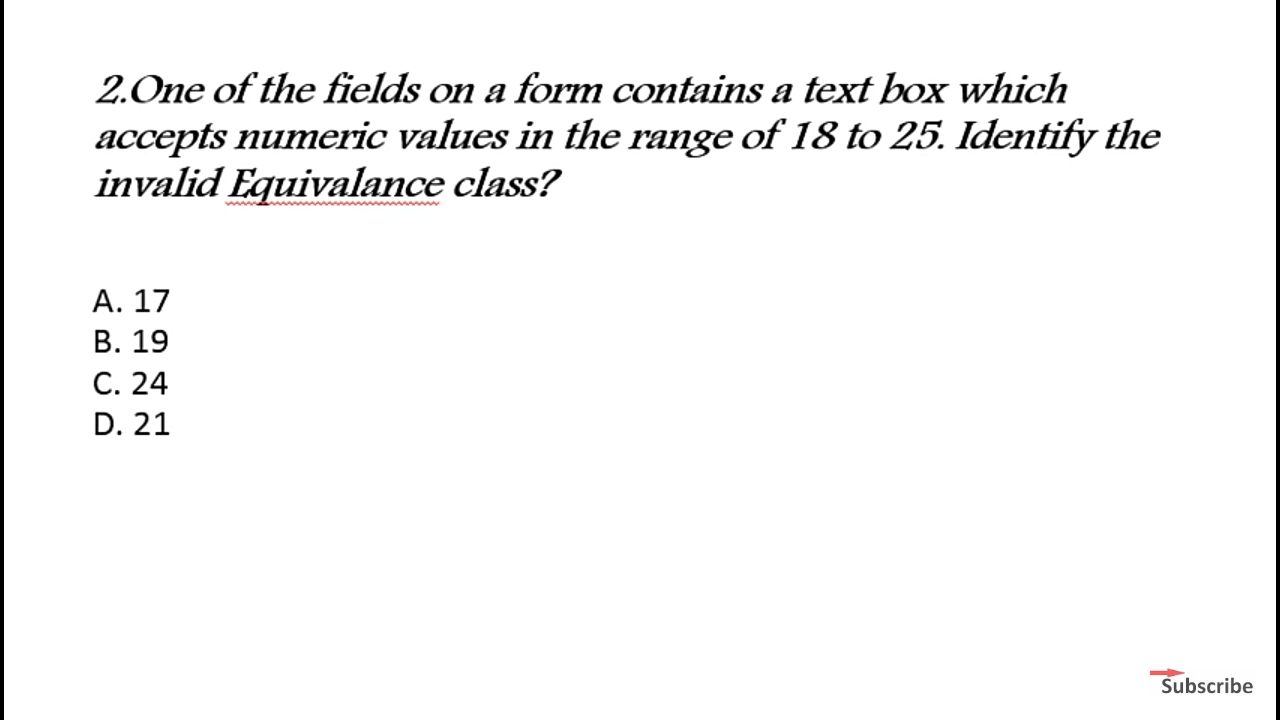 2.One of the fields on a form contains a text box which
accepts numeric values in the range of 18 to 25. Identify the
invalid Equivalance class?
A. 17
B. 19
C. 24
D. 21
Subscribe